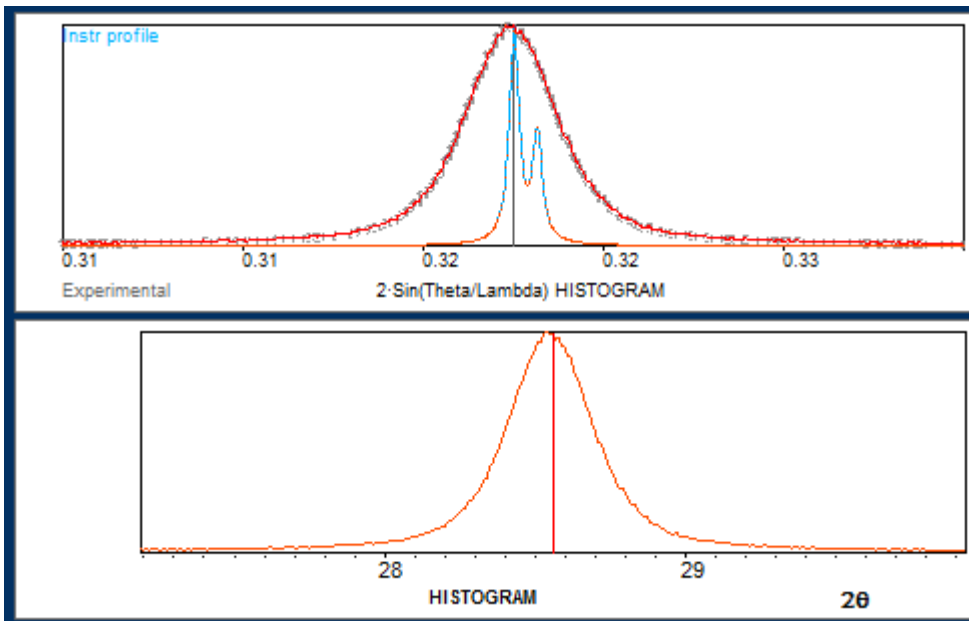 Instr profile
0.31 0.31 0.32 0.32 0.33
Experimental 2·Sin(Theta/Lambda) HISTOGRAM
28 29
HISTOGRAM 2θ